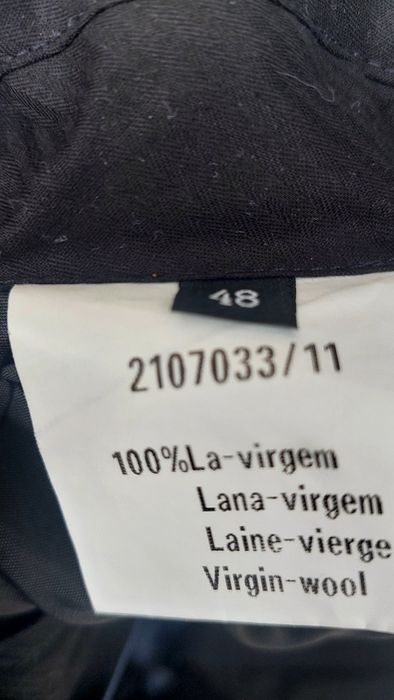 48
2107033/11
100%La-virgem
Lana-virgem
Laine-vierge
Virgin-wool